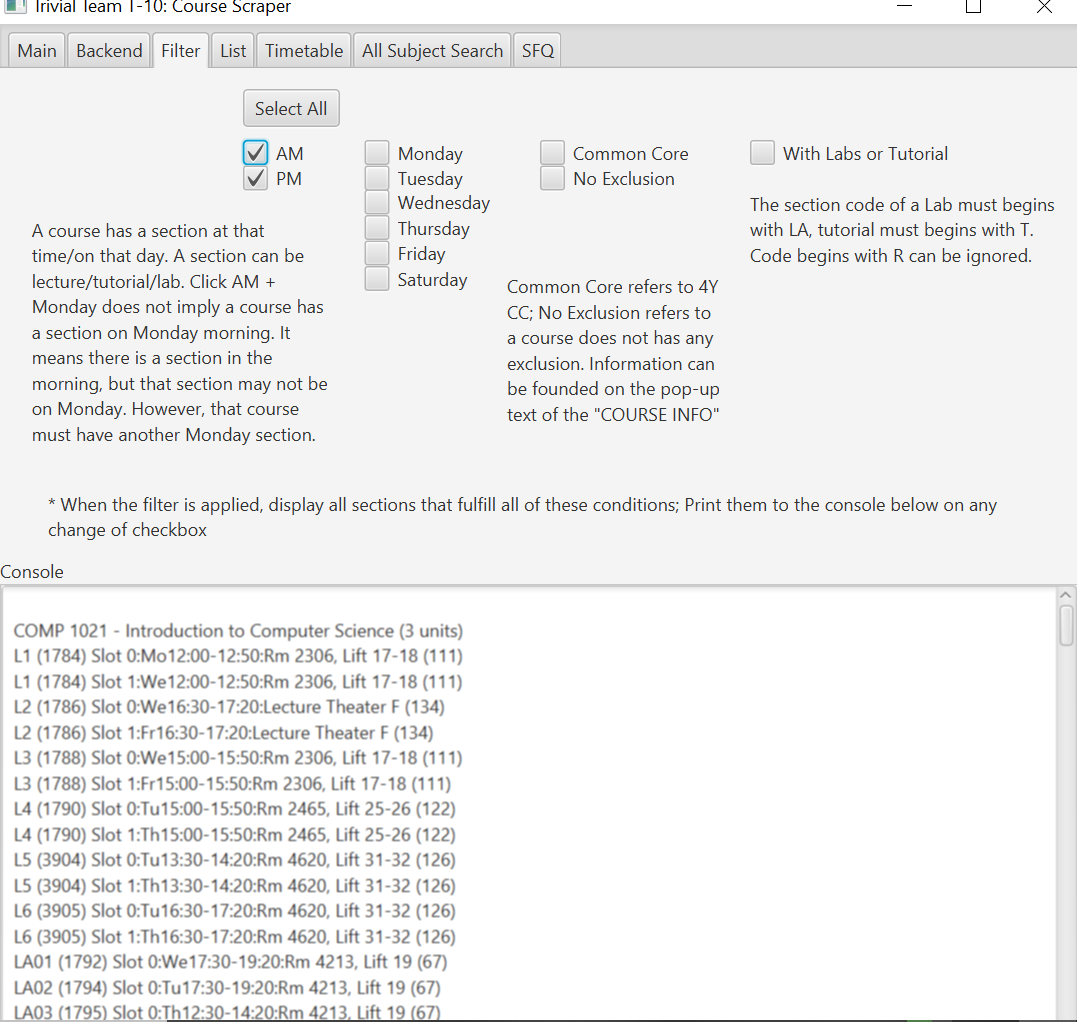 Trivial Team T-10: Course Scraper
Main Backend Filter List Timetable All Subject Search SFQ
Select All
AM
PM
Monday
Tuesday
Wednesday
Thursday
Friday
Saturday
Common Core
No Exclusion
With Labs or Tutorial
A course has a section at that
time/on that day. A section can be
lecture/tutorial/lab. Click AM +
Monday does not imply a course has
a section on Monday morning. It
means there is a section in the
morning, but that section may not be
on Monday. However, that course
must have another Monday section.
Common Core refers to 4Y
CC; No Exclusion refers to
a course does not has any
exclusion. Information can
be founded on the pop-up
text of the "COURSE INFO"
The section code of a Lab must begins
with LA, tutorial must begins with T.
Code begins with R can be ignored.
* When the filter is applied, display all sections that fulfill all of these conditions; Print them to the console below on any
change of checkbox
Console
COMP 1021 - Introduction to Computer Science (3 units)
L1 (1784) Slot 0:Mo12:00-12:50:Rm 2306, Lift 17-18 (111)
L1 (1784) Slot 1:We12:00-12:50:Rm 2306, Lift 17-18 (111)
L2 (1786) Slot 0:We16:30-17:20:Lecture Theater F (134)
L2 (1786) Slot 1:Fr16:30-17:20:Lecture Theater F (134)
L3 (1788) Slot 0:We15:00-15:50:Rm 2306, Lift 17-18 (111)
L3 (1788) Slot 1:Fr15:00-15:50:Rm 2306, Lift 17-18 (111)
L4 (1790) Slot 0:Tu15:00-15:50:Rm 2465, Lift 25-26 (122)
L4 (1790) Slot 1:Th15:00-15:50:Rm 2465, Lift 25-26 (122)
L5 (3904) Slot 0:Tu13:30-14:20:Rm 4620, Lift 31-32 (126)
L5 (3904) Slot 1:Th13:30-14:20:Rm 4620, Lift 31-32 (126)
L6 (3905) Slot 0:Tu16:30-17:20:Rm 4620, Lift 31-32 (126)
L6 (3905) Slot 1:Th16:30-17:20:Rm 4620, Lift 31-32 (126)
LA01 (1792) Slot 0:We17:30-19:20:Rm 4213, Lift 19 (67)
LA02 (1794) Slot 0:Tu17:30-19:20:Rm 4213, Lift 19 (67)
LA03 (1795) Slot 0:Th12:30-14:20:Rm 4213, Lift 19 (67)